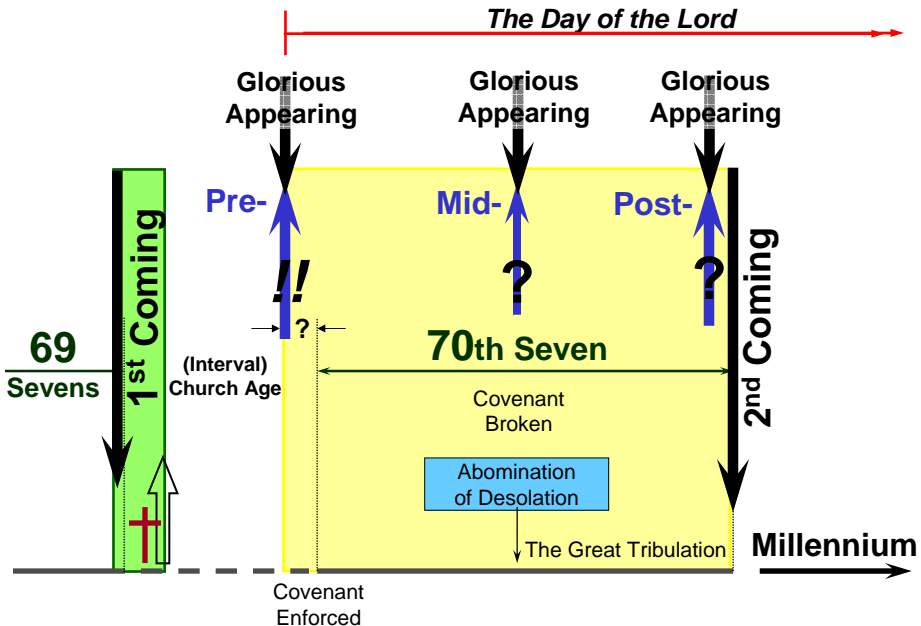 The Day of the Lord
Glorious
Appearing
Glorious
Appearing
Glorious
Appearing
Pre-
Mid-
Post-
!!
?
?
?
69
Sevens
1st Coming
(Interval)
Church Age
70th Seven
2nd Coming
Covenant
Broken
Abomination
of Desolation
The Great Tribulation
Millennium
Covenant
Enforced